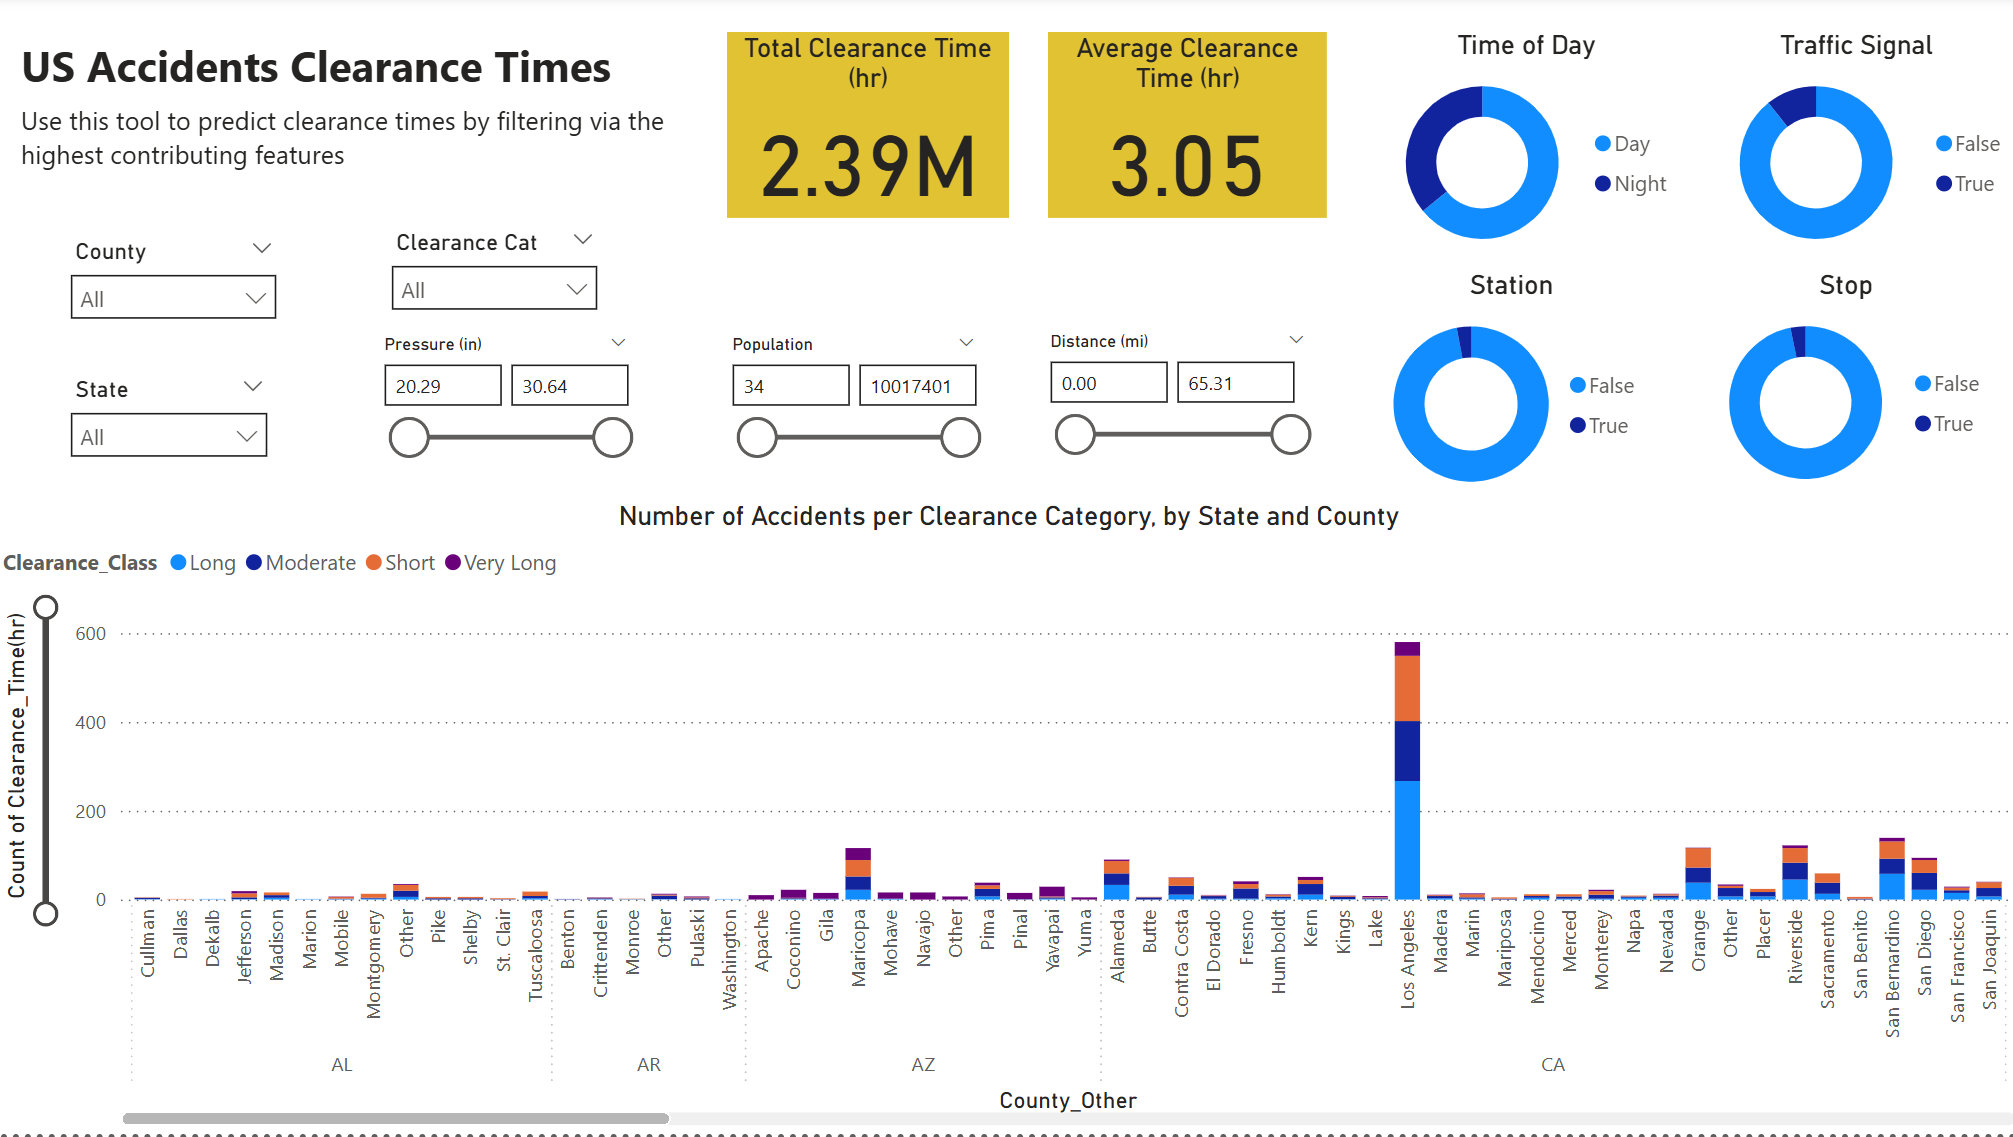 US Accidents Clearance Times
Use this tool to predict clearance times by filtering via the
highest contributing features
Total Clearance Time
(hr)
2.39M
Average Clearance
Time (hr)
3.05
Time of Day
Day
Night
Traffic Signal
False
True
County
All
Clearance Cat
All
State
All
Pressure (in)
20.29
30.64
Population
34
10017401
Distance (mi)
0.00
65.31
Station
False
True
Stop
False
True
Number of Accidents per Clearance Category, by State and County
Clearance_Class Long Moderate Short Very Long
Count of Clearance_Time(hr)
600
400
200
0
Cullman
Dallas
Dekalb
Jefferson
Madison
Marion
Mobile
Montgomery
Other
Pike
Shelby
St. Clair
Tuscaloosa
Benton
Crittenden
Monroe
Other
Pulaski
Washington
Apache
Coconino
Gila
Maricopa
Mohave
Navajo
Other
Pima
Pinal
Yavapai
Yuma
Alameda
Butte
Contra Costa
El Dorado
Fresno
Humboldt
Kern
Kings
Lake
Los Angeles
Madera
Marin
Mariposa
Mendocino
Merced
Monterey
Napa
Nevada
Orange
Other
Placer
Riverside
Sacramento
San Benito
San Bernardino
San Diego
San Francisco
San Joaquin
AL
AR
AZ
CA
County_Other